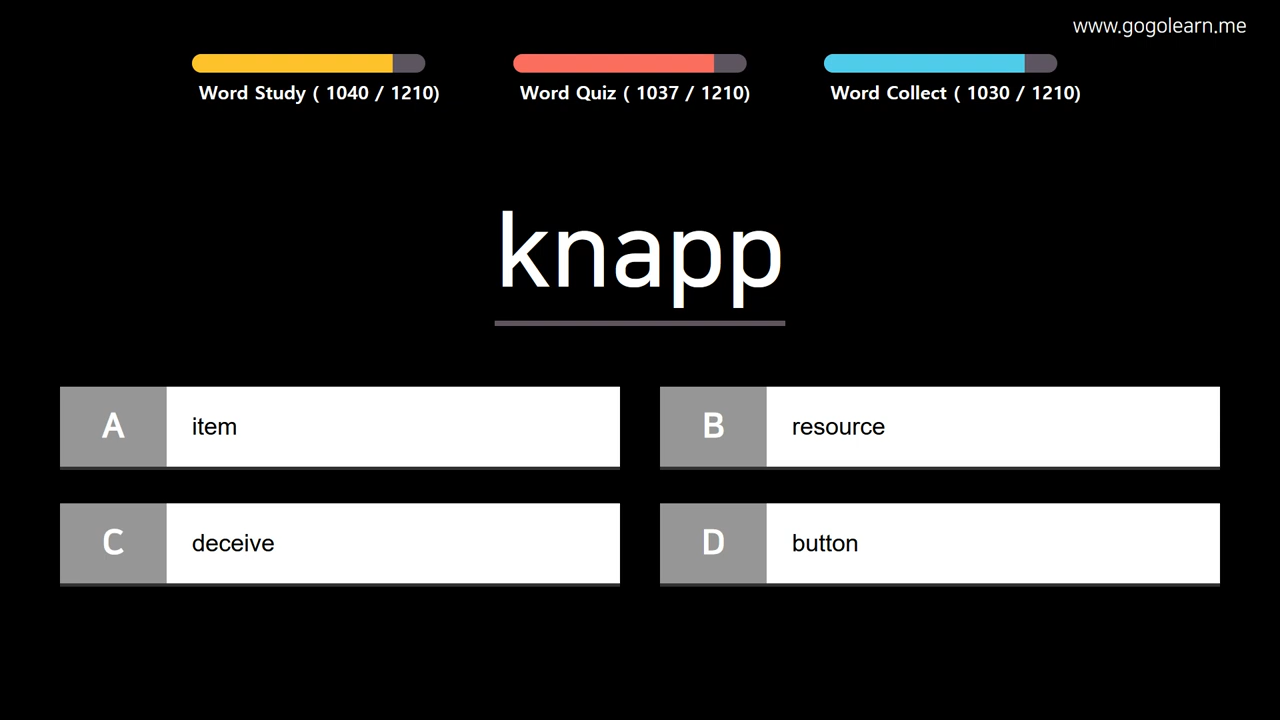 www.gogolearn.me
Word Study ( 1040 / 1210)
Word Quiz ( 1037 / 1210)
Word Collect ( 1030 / 1210)
knapp
A item
B resource
C deceive
D button